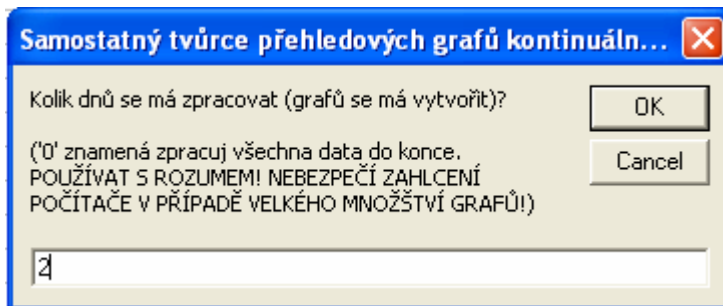 Samostatný tvůrce přehledových grafů kontinuáln...
Kolik dnů se má zpracovat (grafů se má vytvořit)?
OK
('0' znamená zpracuj všechna data do konce.
Cancel
POUŽÍVAT S ROZUMEM! NEBEZPEČÍ ZAHLCENÍ
POČÍTAČE V PŘÍPADĚ VELKÉHO MNOŽŠTVÍ GRAFŮ!)
2